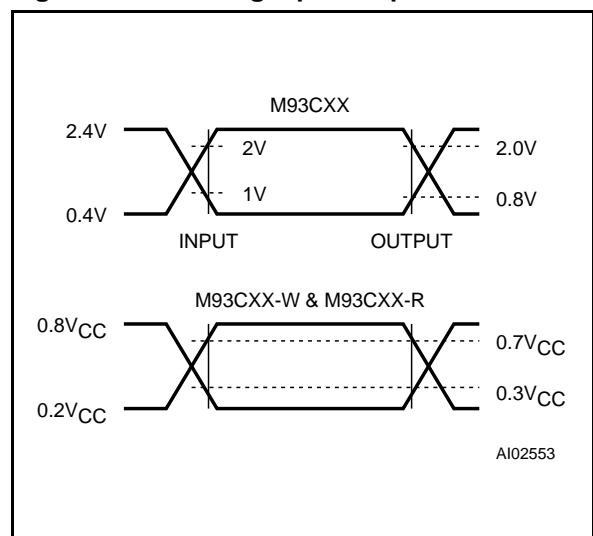 M93CXX
2.4V
2V
2.0V
1V
0.8V
0.4V
INPUT
OUTPUT
M93CXX-W & M93CXX-R
0.8VCC
0.7VCC
0.3VCC
0.2VCC
AI02553